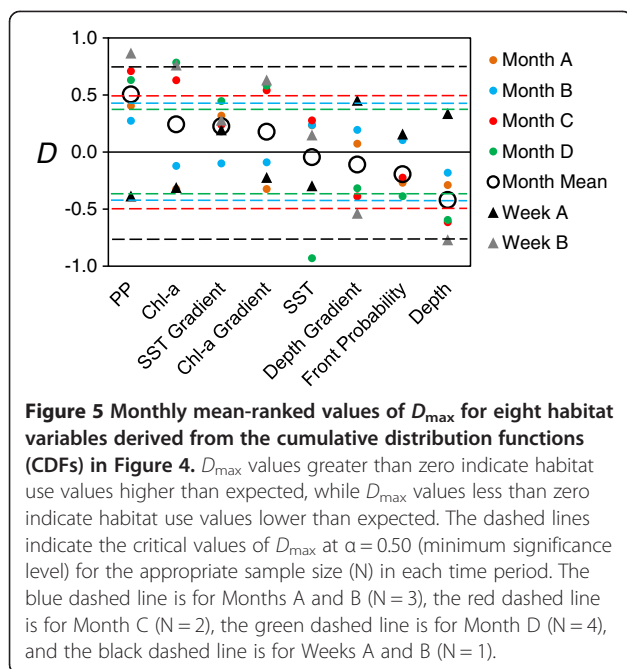 1.0
0.5
0.0
-0.5
-1.0
D
PP
Chl-a
SST Gradient
Chl-a Gradient
SST
Depth Gradient
Front Probability
Depth
Month A
Month B
Month C
Month D
Month Mean
Week A
Week B
Figure 5 Monthly mean-ranked values of Dmax for eight habitat
variables derived from the cumulative distribution functions
(CDFs) in Figure 4. Dmax values greater than zero indicate habitat
use values higher than expected, while Dmax values less than zero
indicate habitat use values lower than expected. The dashed lines
indicate the critical values of Dmax at α = 0.50 (minimum significance
level) for the appropriate sample size (N) in each time period. The
blue dashed line is for Months A and B (N = 3), the red dashed line
is for Month C (N = 2), the green dashed line is for Month D (N = 4),
and the black dashed line is for Weeks A and B (N = 1).